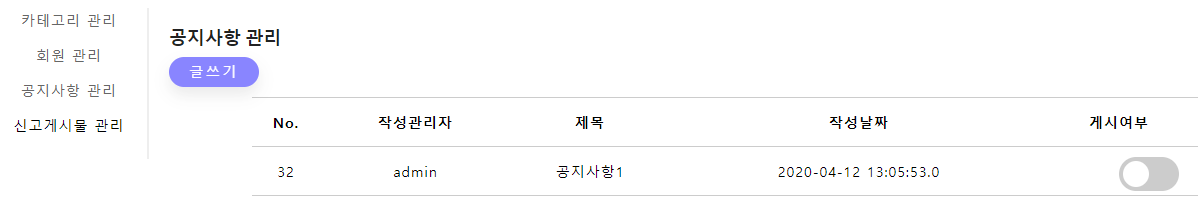 카테고리 관리
회원 관리
공지사항 관리
신고게시물 관리
공지사항 관리
글쓰기
No. 작성관리자 제목 작성날짜 게시여부
32 admin 공지사항1 2020-04-12 13:05:53.0